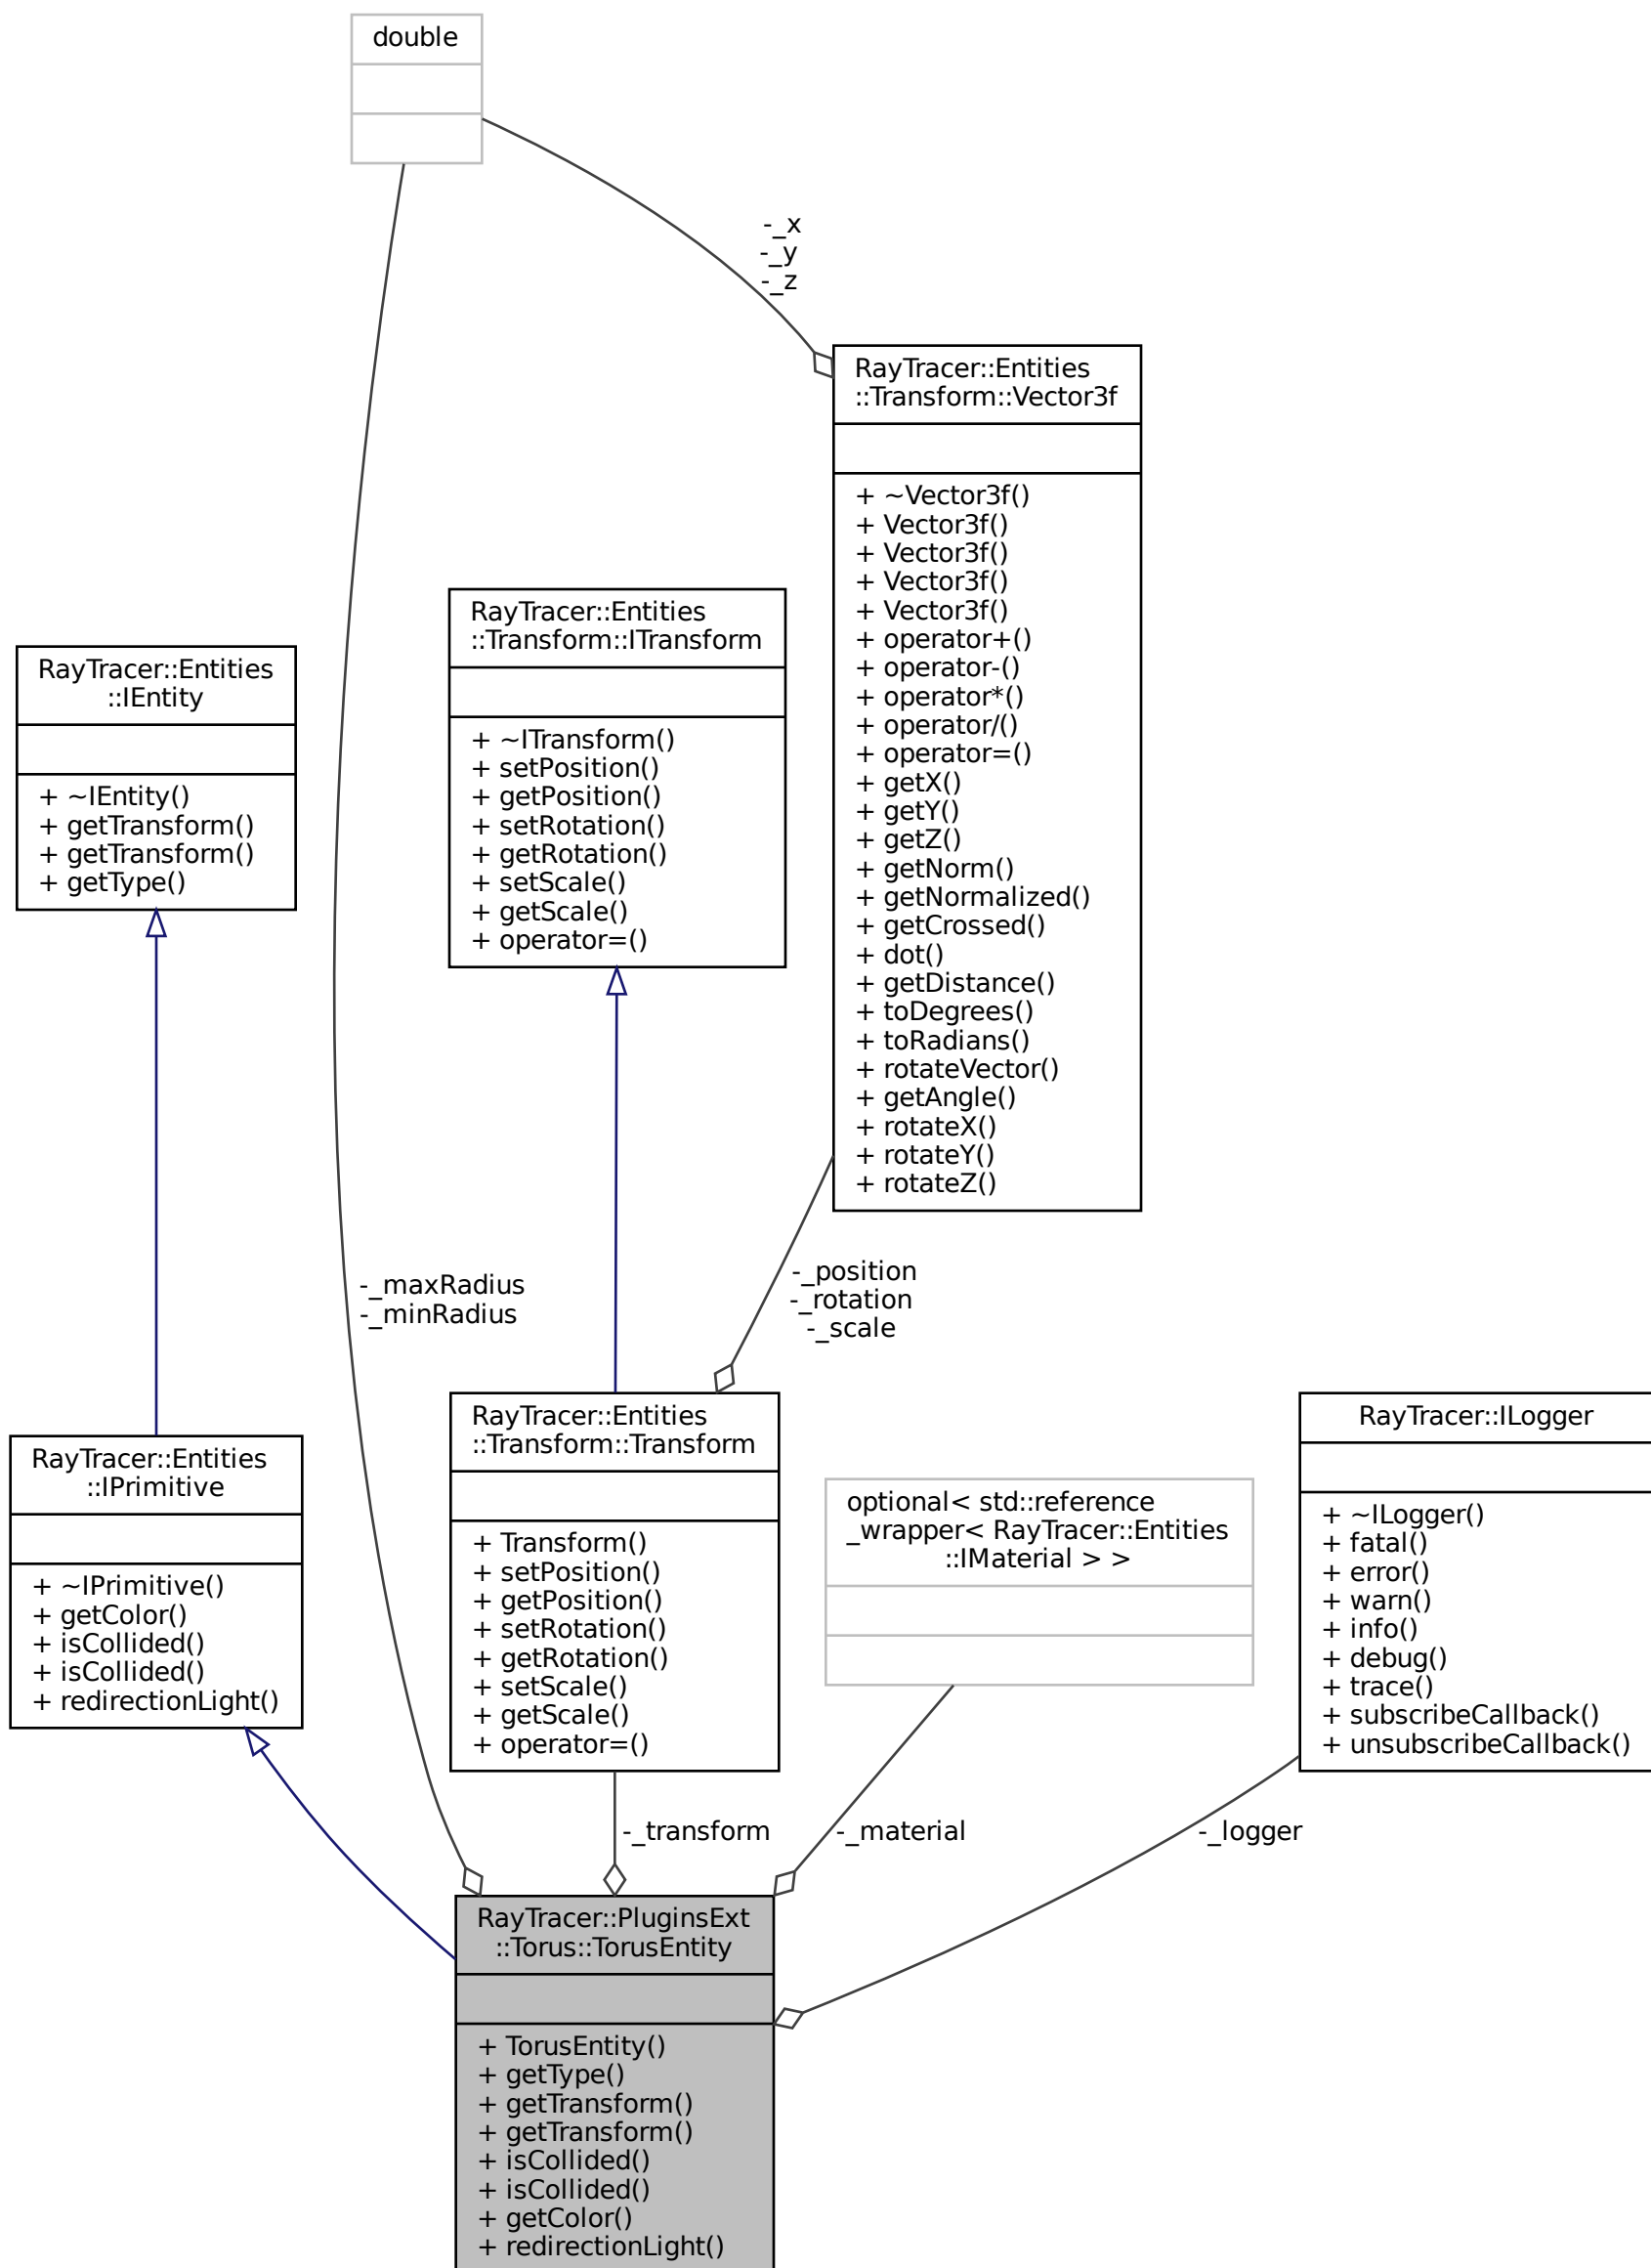 double
-_x
-_y
-_z
RayTracer::Entities
::Transform::Vector3f
+ ~Vector3f()
+ Vector3f()
+ Vector3f()
+ Vector3f()
+ Vector3f()
+ operator+()
+ operator-()
+ operator*()
+ operator/()
+ operator=()
+ getX()
+ getY()
+ getZ()
+ getNorm()
+ getNormalized()
+ getCrossed()
+ dot()
+ getDistance()
+ toDegrees()
+ toRadians()
+ rotateVector()
+ getAngle()
+ rotateX()
+ rotateY()
+ rotateZ()
RayTracer::Entities
::Transform::ITransform
+ ~ITransform()
+ setPosition()
+ getPosition()
+ setRotation()
+ getRotation()
+ setScale()
+ getScale()
+ operator=()
RayTracer::Entities
::IEntity
+ ~IEntity()
+ getTransform()
+ getTransform()
+ getType()
-_maxRadius
-_minRadius
-_position
-_rotation
-_scale
RayTracer::Entities
::IPrimitive
+ ~IPrimitive()
+ getColor()
+ isCollided()
+ isCollided()
+ redirectionLight()
RayTracer::Entities
::Transform::Transform
+ Transform()
+ setPosition()
+ getPosition()
+ setRotation()
+ getRotation()
+ setScale()
+ getScale()
+ operator=()
optional< std::reference
_wrapper< RayTracer::Entities
::IMaterial > >
RayTracer::ILogger
+ ~ILogger()
+ fatal()
+ error()
+ warn()
+ info()
+ debug()
+ trace()
+ subscribeCallback()
+ unsubscribeCallback()
-_transform
-_material
-_logger
RayTracer::PluginsExt
::Torus::TorusEntity
+ TorusEntity()
+ getType()
+ getTransform()
+ getTransform()
+ isCollided()
+ isCollided()
+ getColor()
+ redirectionLight()